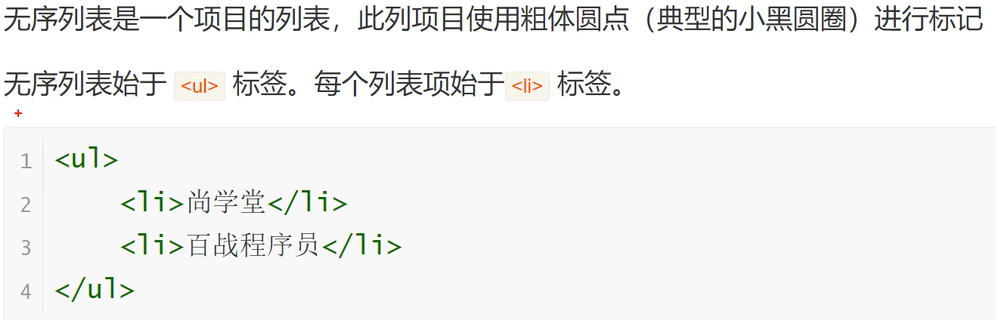 无序列表是一个项目的列表，此列项目使用粗体圆点（典型的小黑圆圈）进行标记
无序列表始于 <ul> 标签。每个列表项始于<li> 标签。
1 <ul>
2     <li>尚学堂</li>
3     <li>百战程序员</li>
4 </ul>